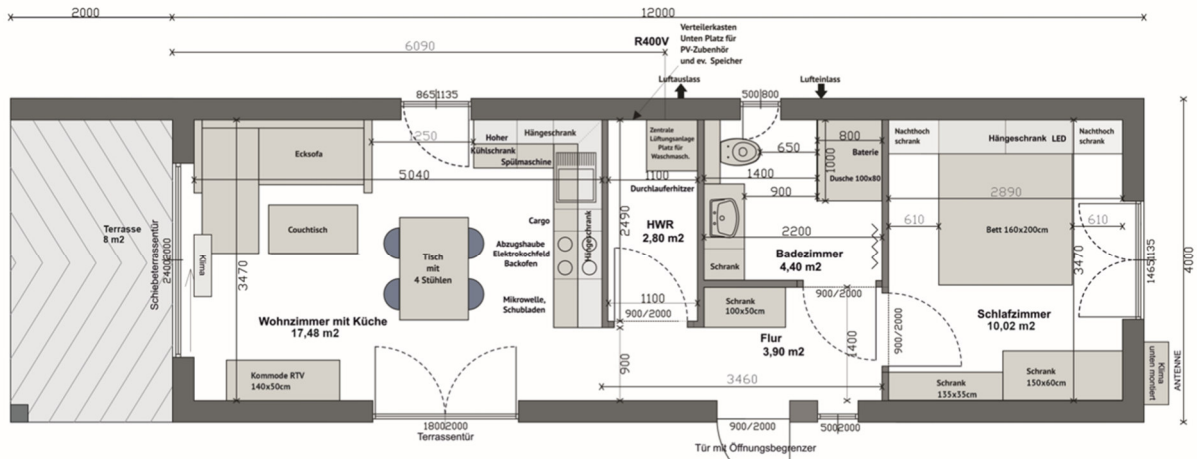 2000
12000
Verteilerkasten
Unten Platz für
PV-Zubenhör
und ev. Speicher
R400V
6090
Luftauslass
Lufteinlass
865|1135
500|800
Ecksofa
1250
Hoher
Kühlschrank
Hängeschrank
Spülmaschine
5040
Zentrale
Lüftungsanlage
Platz für
Waschmasch.
1100
Durchlauferhitzer
650
800
1000
Baterie
Dusche 100x80
1400
900
Nachthoch
schrank
Hängeschrank LED
Nachthoch
schrank
2890
610
610
Bett 160x200cm
Terrasse
8 m2
Schiebeterrassentür
2400|2000
Klima
3470
Couchtisch
Tisch
mit
4 Stühlen
Cargo
Abzugshaube
Elektrokochfeld
Backofen
Hängeschrank
Mikrowelle,
Schubladen
2490
HWR
2,80 m2
1100
900/2000
2200
Badezimmer
4,40 m2
Schrank
900/2000
3470
1465|1135
4000
Wohnzimmer mit Küche
17,48 m2
Schrank
100x50cm
Flur
3,90 m2
1400
900/2000
Schlafzimmer
10,02 m2
Kommode RTV
140x50cm
900
3460
Schrank
135x35cm
Schrank
150x60cm
Klima
unten montiert
ANTENNE
1800|2000
Terrassentür
900/2000
500|2000
Tür mit Öffnungsbegrenzer